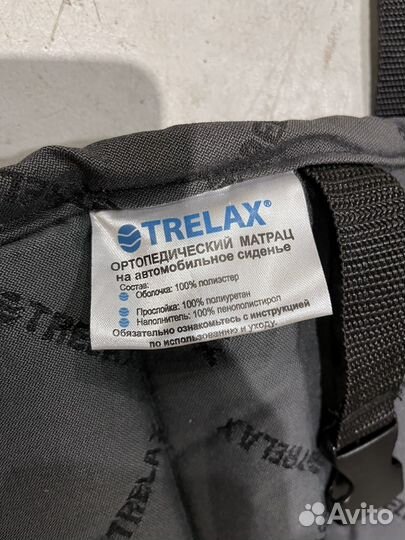 TRELAX®
ОРТОПЕДИЧЕСКИЙ МАТРАЦ
на автомобильное сиденье
Состав:
Оболочка: 100% полиэстер
Прослойка: 100% полиуретан
Наполнитель: 100% пенополистирол
Обязательно ознакомьтесь с инструкцией
по использованию и уходу.
TRELAX
TRELAX
TRELAX
Avito